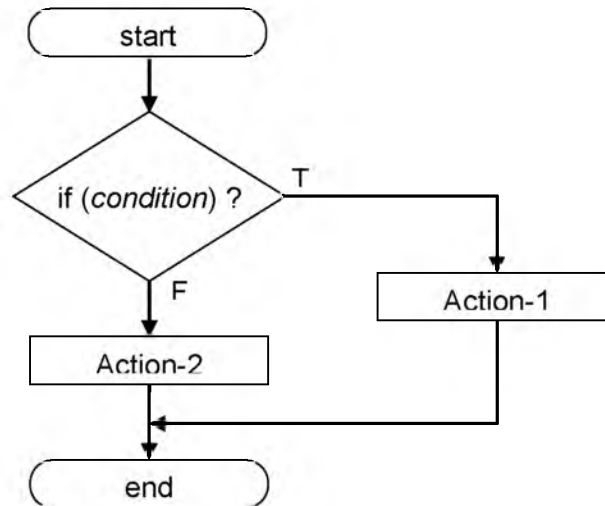 start
if (condition) ?
T
F
Action-1
Action-2
end